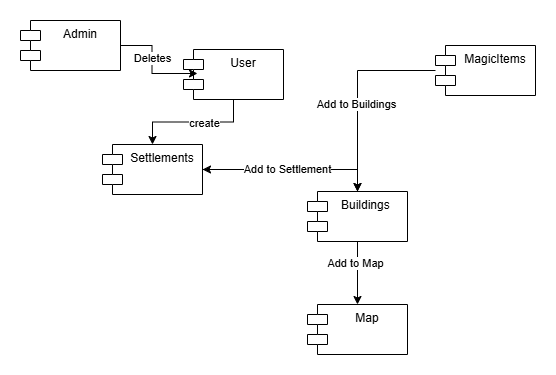 Admin
Deletes
User
MagicItems
Add to Buildings
create
Settlements
Add to Settlement
Buildings
Add to Map
Map